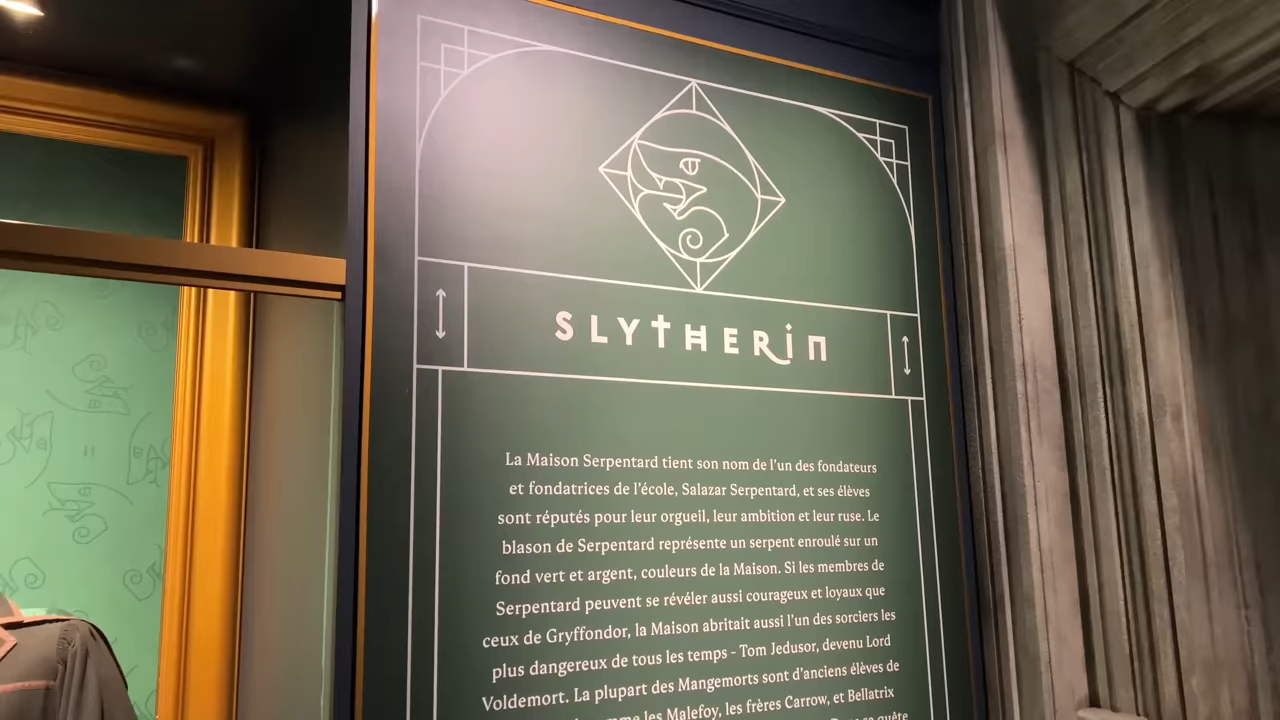 SLYTHERIN
La Maison Serpentard tient son nom de l'un des fondateurs
et fondatrices de l'école, Salazar Serpentard, et ses élèves
sont réputés pour leur orgueil, leur ambition et leur ruse. Le
blason de Serpentard représente un serpent enroulé sur un
fond vert et argent, couleurs de la Maison. Si les membres de
Serpentard peuvent se révéler aussi courageux et loyaux que
ceux de Gryffondor, la Maison abritait aussi l'un des sorciers les
plus dangereux de tous les temps - Tom Jedusor, devenu Lord
Voldemort. La plupart des Mangemorts sont d'anciens élèves de
les Malefoy, les frères Carrow, et Bellatrix
quête